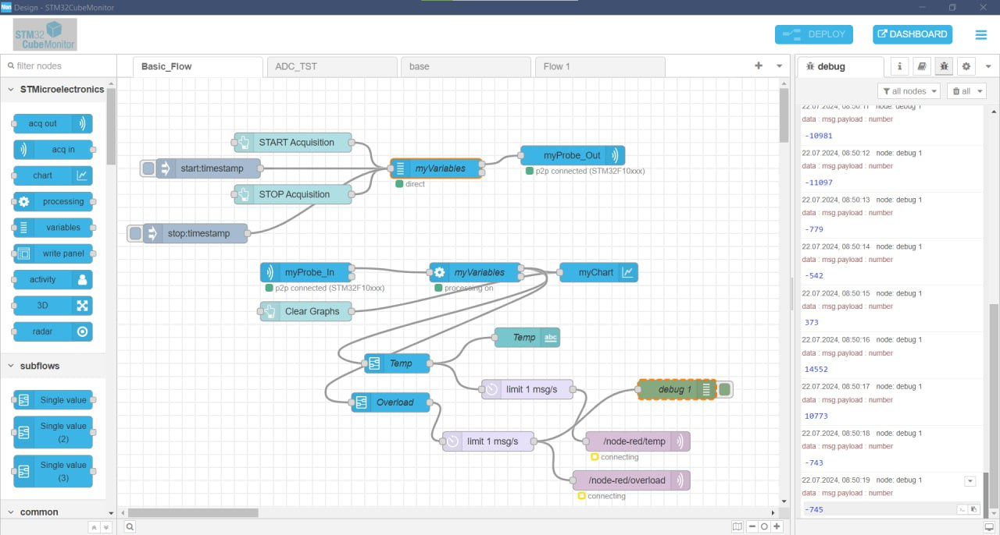 Design - STM32CubeMonitor
STM32
CubeMonitor
DEPLOY
DASHBOARD
filter nodes
Basic_Flow
ADC_TST
base
Flow 1
debug
i
all nodes
all
STMicroelectronics
acq out
acq in
chart
processing
variables
write panel
activity
3D
radar
subflows
Single value
Single value
(2)
Single value
(3)
common
START Acquisition
start:timestamp
STOP Acquisition
stop:timestamp
myVariables
direct
myProbe_Out
p2p connected (STM32F10xxx)
myProbe_In
p2p connected (STM32F10xxx)
myVariables
processing on
myChart
Clear Graphs
Temp
abc
Temp
limit 1 msg/s
debug 1
Overload
limit 1 msg/s
/node-red/temp
connecting
/node-red/overload
connecting
22.07.2024, 08:50:11 node: debug 1
data : msg.payload : number
-10981
22.07.2024, 08:50:12 node: debug 1
data : msg.payload : number
-11097
22.07.2024, 08:50:13 node: debug 1
data : msg.payload : number
-779
22.07.2024, 08:50:14 node: debug 1
data : msg.payload : number
-542
22.07.2024, 08:50:15 node: debug 1
data : msg.payload : number
373
22.07.2024, 08:50:16 node: debug 1
data : msg.payload : number
14552
22.07.2024, 08:50:17 node: debug 1
data : msg.payload : number
10773
22.07.2024, 08:50:18 node: debug 1
data : msg.payload : number
-743
22.07.2024, 08:50:19 node: debug 1
data : msg.payload : number
-745